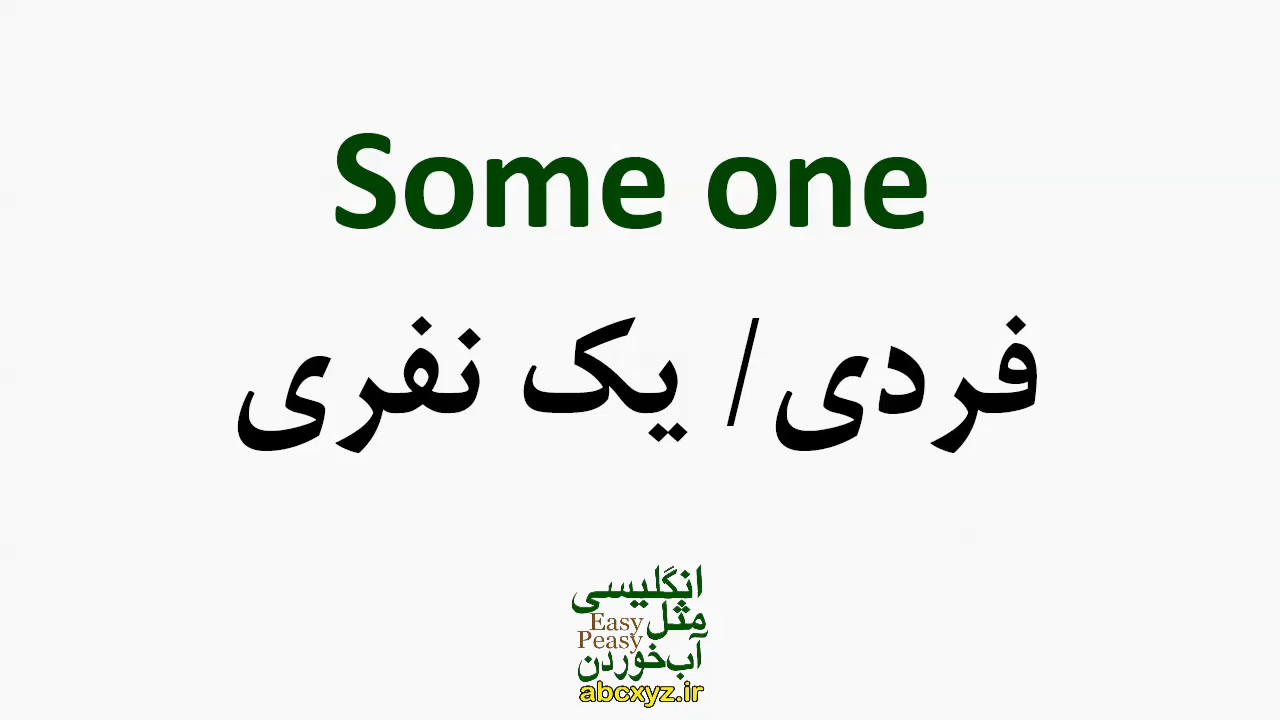 Some one
فردی/ یک نفری
انگلیسی
مثل Easy
Peasy
آب‌خوردن
abcxyz.ir